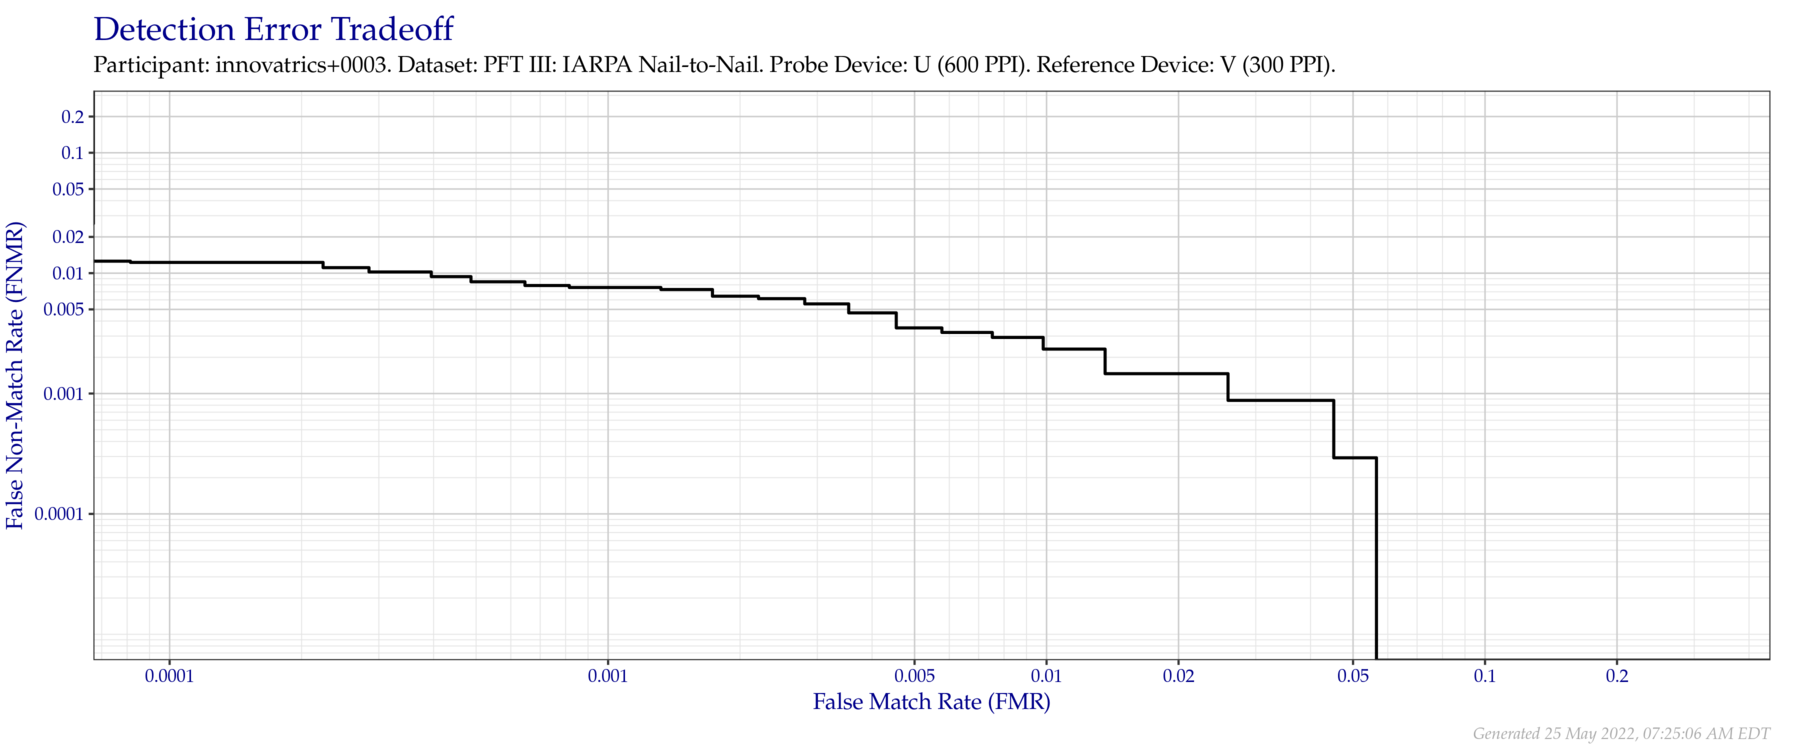 Detection Error Tradeoff
Participant: innovatrics+0003. Dataset: PFT III: IARPA Nail-to-Nail. Probe Device: U (600 PPI). Reference Device: V (300 PPI).
False Non-Match Rate (FNMR)
0.2
0.1
0.05
0.02
0.01
0.005
0.001
0.0001
0.0001 0.001 0.005 0.01 0.02 0.05 0.1 0.2
False Match Rate (FMR)
Generated 25 May 2022, 07:25:06 AM EDT